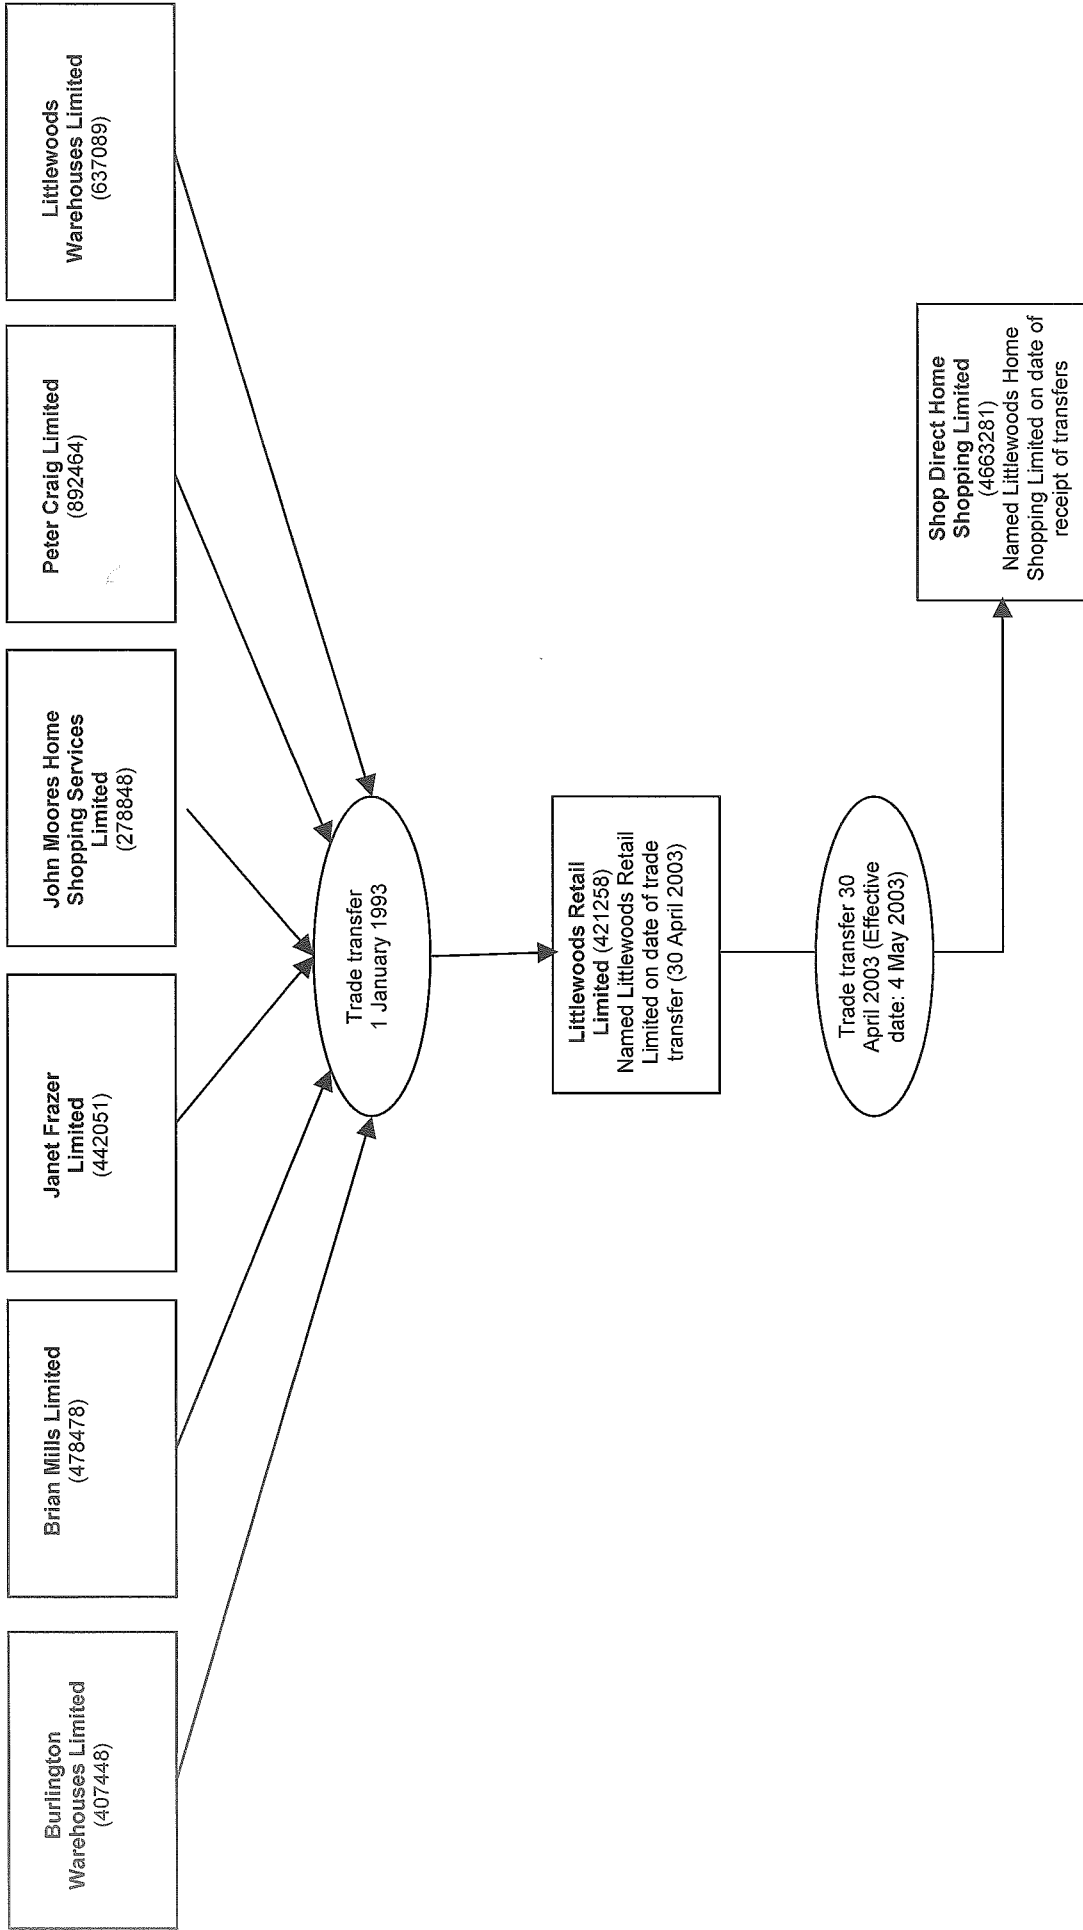 Burlington
Warehouses Limited
(407448)
Brian Mills Limited
(478478)
Janet Frazer
Limited
(442051)
John Moores Home
Shopping Services
Limited
(278848)
Peter Craig Limited
(892464)
Littlewoods
Warehouses Limited
(637089)
Trade transfer
1 January 1993
Littlewoods Retail
Limited (421258)
Named Littlewoods Retail
Limited on date of trade
transfer (30 April 2003)
Trade transfer 30
April 2003 (Effective
date: 4 May 2003)
Shop Direct Home
Shopping Limited
(4663281)
Named Littlewoods Home
Shopping Limited on date of
receipt of transfers